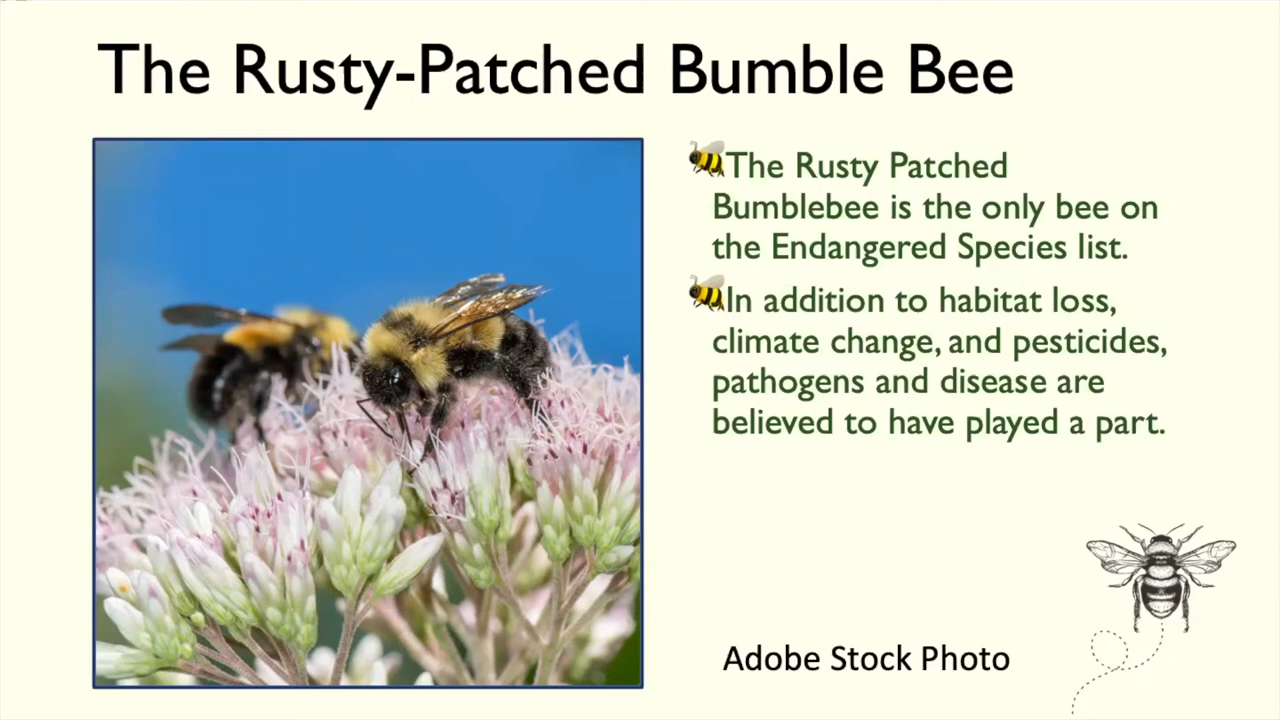 The Rusty-Patched Bumble Bee
The Rusty Patched
Bumblebee is the only bee on
the Endangered Species list.
In addition to habitat loss,
climate change, and pesticides,
pathogens and disease are
believed to have played a part.
Adobe Stock Photo